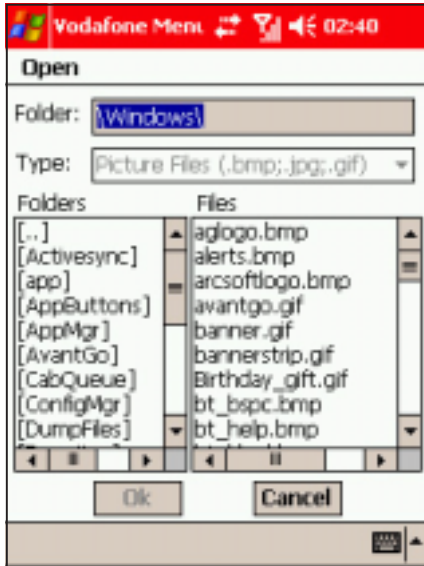 Vodafone Menu 02:40
Open
Folder: \Windows\
Type: Picture Files (.bmp;.jpg;.gif)
Folders Files
[..] aglogo.bmp
[Activesync] alerts.bmp
[app] arcsoftlogo.bmp
[AppButtons] avantgo.gif
[AppMgr] banner.gif
[AvantGo] bannerstrip.gif
[CabQueue] Birthday_gift.gif
[ConfigMgr] bt_bspc.bmp
[DumpFiles] bt_help.bmp
Ok Cancel